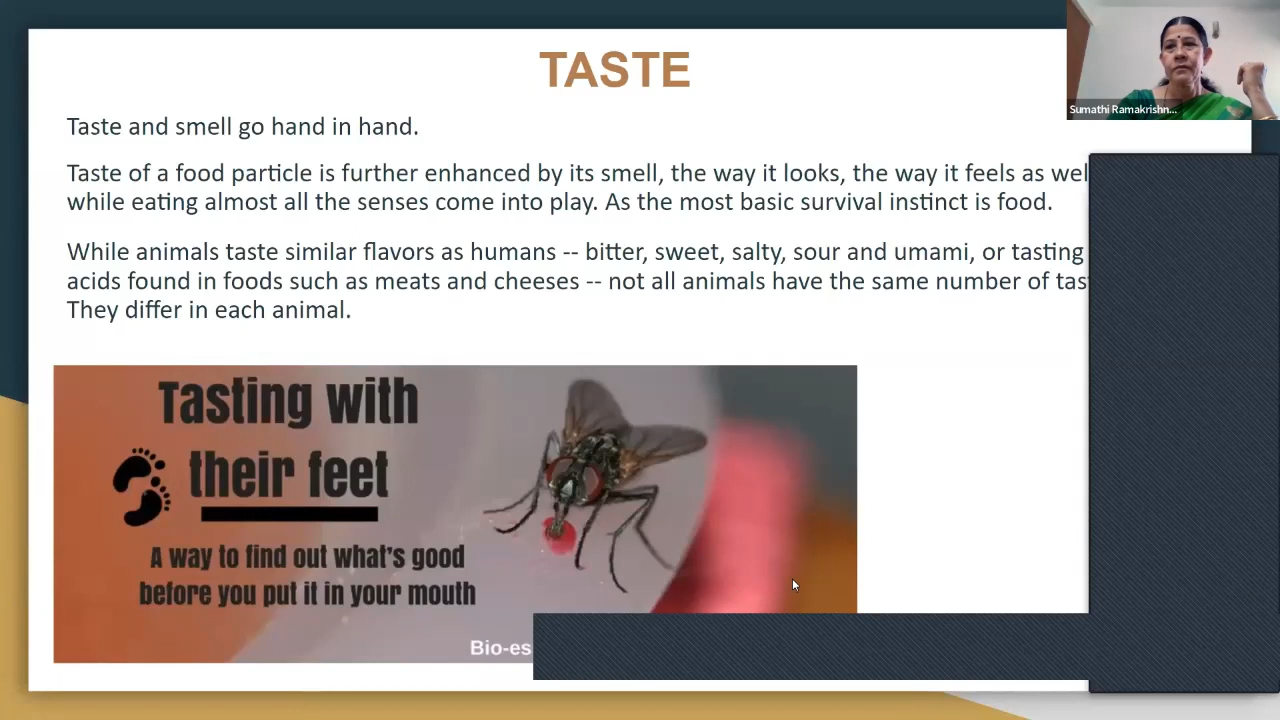 TASTE
Sumathi Ramakrishn...
Taste and smell go hand in hand.
Taste of a food particle is further enhanced by its smell, the way it looks, the way it feels as wel
while eating almost all the senses come into play. As the most basic survival instinct is food.
While animals taste similar flavors as humans -- bitter, sweet, salty, sour and umami, or tasting
acids found in foods such as meats and cheeses -- not all animals have the same number of tas
They differ in each animal.
Tasting with
their feet
A way to find out what's good
before you put it in your mouth
Bio-es